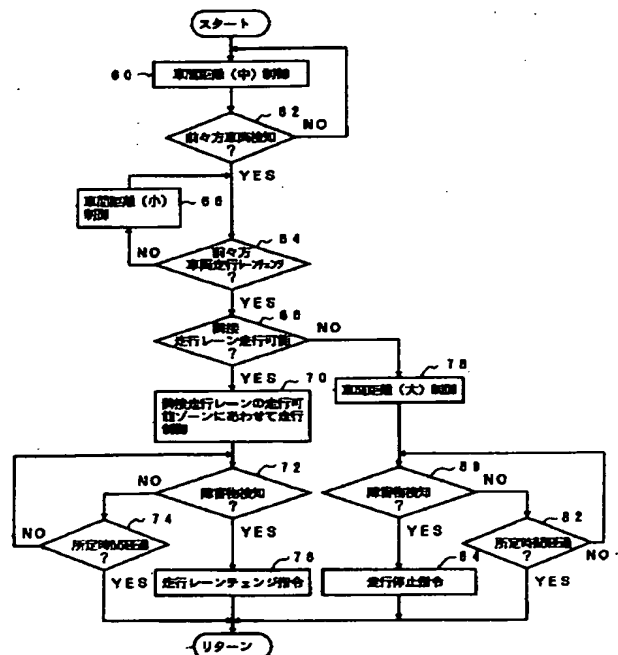 スタート
60
車間距離（中）制御
62
前々方車両検知
?
NO
YES
車間距離（小）
制御
66
64
前々方
車両走行レーンチェンジ
?
NO
YES
68
隣接
走行レーン走行可能
?
NO
YES
70
隣接走行レーンの走行可
能ゾーンにあわせて走行
制御
78
車間距離（大）制御
72
障害物検知
?
NO
YES
74
所定時間経過
?
NO
YES
76
走行レーンチェンジ指令
80
障害物検知
?
NO
YES
82
所定時間経過
?
NO
YES
84
走行停止指令
リターン